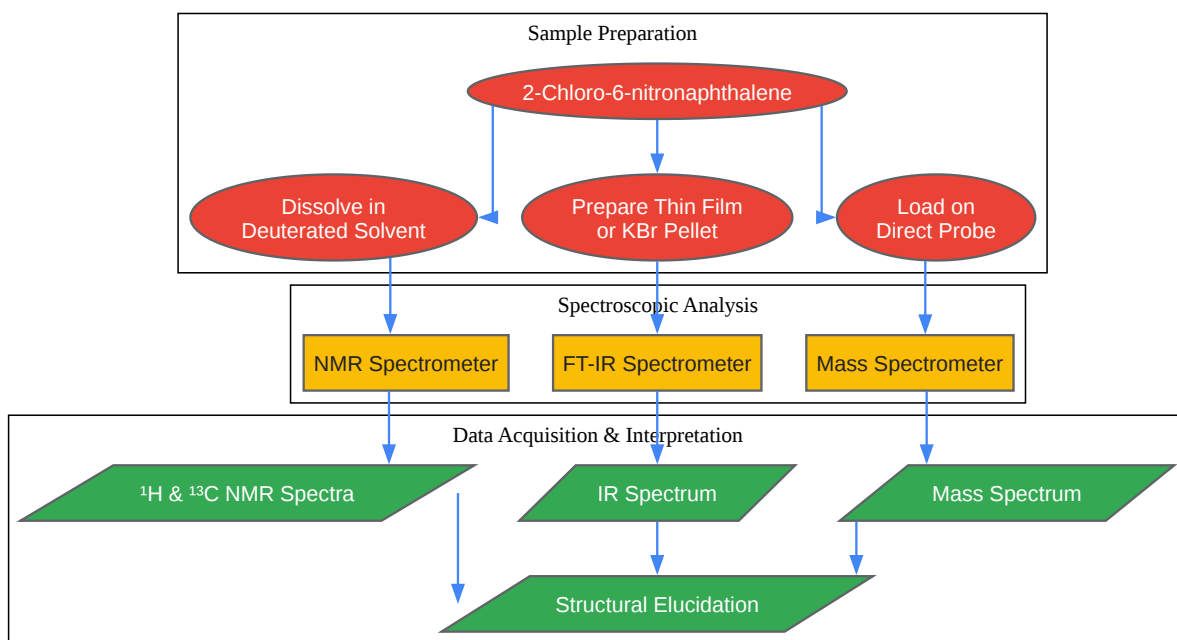 Sample Preparation
2-Chloro-6-nitronaphthalene
Dissolve in
Deuterated Solvent
Prepare Thin Film
or KBr Pellet
Load on
Direct Probe
Spectroscopic Analysis
NMR Spectrometer
FT-IR Spectrometer
Mass Spectrometer
Data Acquisition & Interpretation
¹H & ¹³C NMR Spectra
IR Spectrum
Mass Spectrum
Structural Elucidation